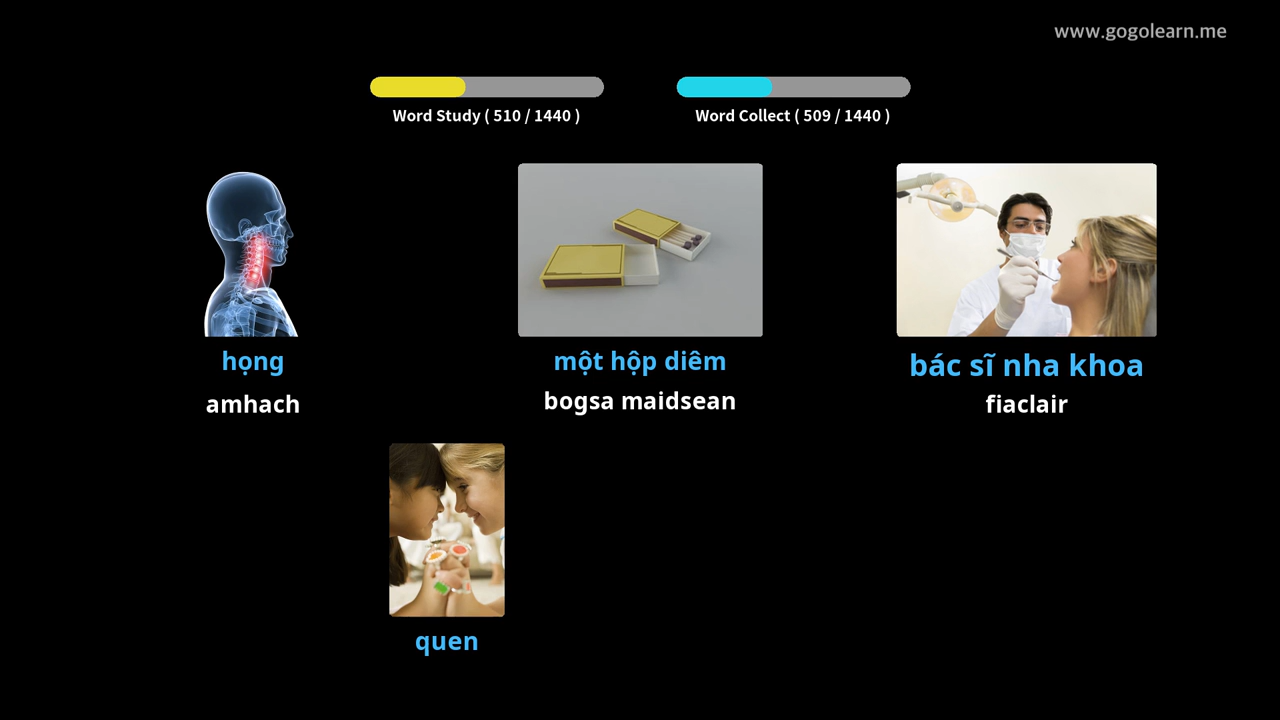 www.gogolearn.me
Word Study ( 510 / 1440 )
Word Collect ( 509 / 1440 )
họng
một hộp diêm
bác sĩ nha khoa
amhach
bogsa maidsean
fiaclair
quen